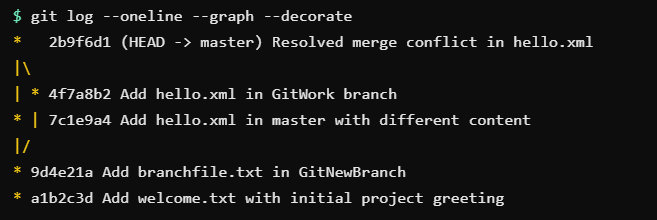 $ git log --oneline --graph --decorate
*   2b9f6d1 (HEAD -> master) Resolved merge conflict in hello.xml
|\
| * 4f7a8b2 Add hello.xml in GitWork branch
* | 7c1e9a4 Add hello.xml in master with different content
|/
* 9d4e21a Add branchfile.txt in GitNewBranch
* a1b2c3d Add welcome.txt with initial project greeting